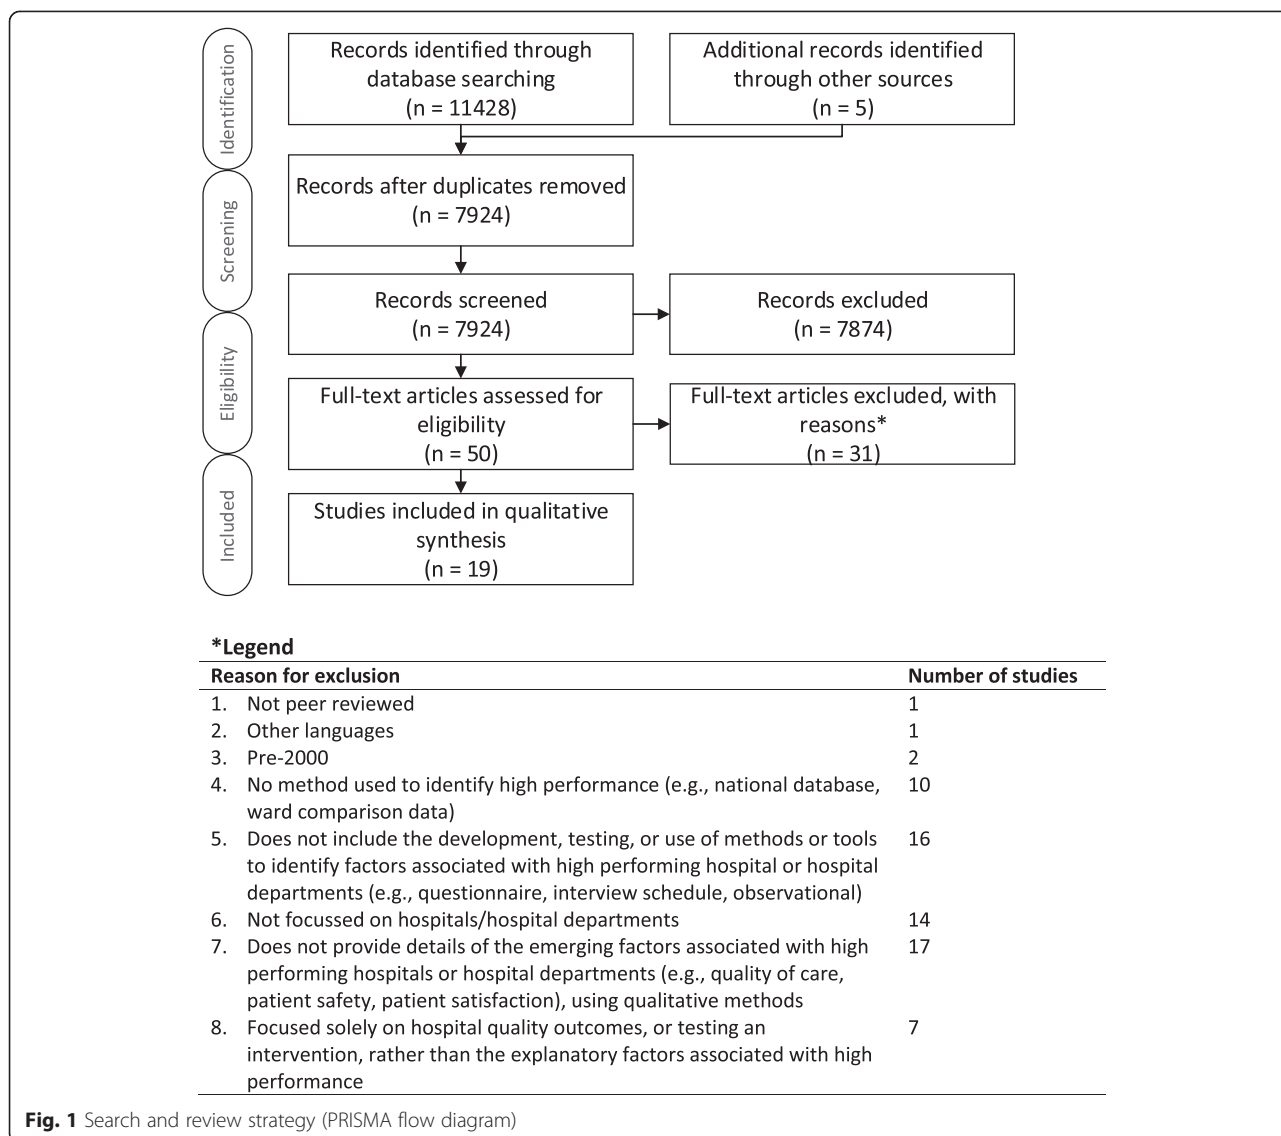 Identification
Records identified through
database searching
(n = 11428)
Additional records identified
through other sources
(n = 5)
Screening
Records after duplicates removed
(n = 7924)
Records screened
(n = 7924)
Records excluded
(n = 7874)
Eligibility
Full-text articles assessed for
eligibility
(n = 50)
Full-text articles excluded, with
reasons*
(n = 31)
Included
Studies included in qualitative
synthesis
(n = 19)
*Legend
Reason for exclusion Number of studies
1. Not peer reviewed 1
2. Other languages 1
3. Pre-2000 2
4. No method used to identify high performance (e.g., national database, 10
ward comparison data)
5. Does not include the development, testing, or use of methods or tools 16
to identify factors associated with high performing hospital or hospital
departments (e.g., questionnaire, interview schedule, observational)
6. Not focussed on hospitals/hospital departments 14
7. Does not provide details of the emerging factors associated with high 17
performing hospitals or hospital departments (e.g., quality of care,
patient safety, patient satisfaction), using qualitative methods
8. Focused solely on hospital quality outcomes, or testing an 7
intervention, rather than the explanatory factors associated with high
performance
Fig. 1 Search and review strategy (PRISMA flow diagram)